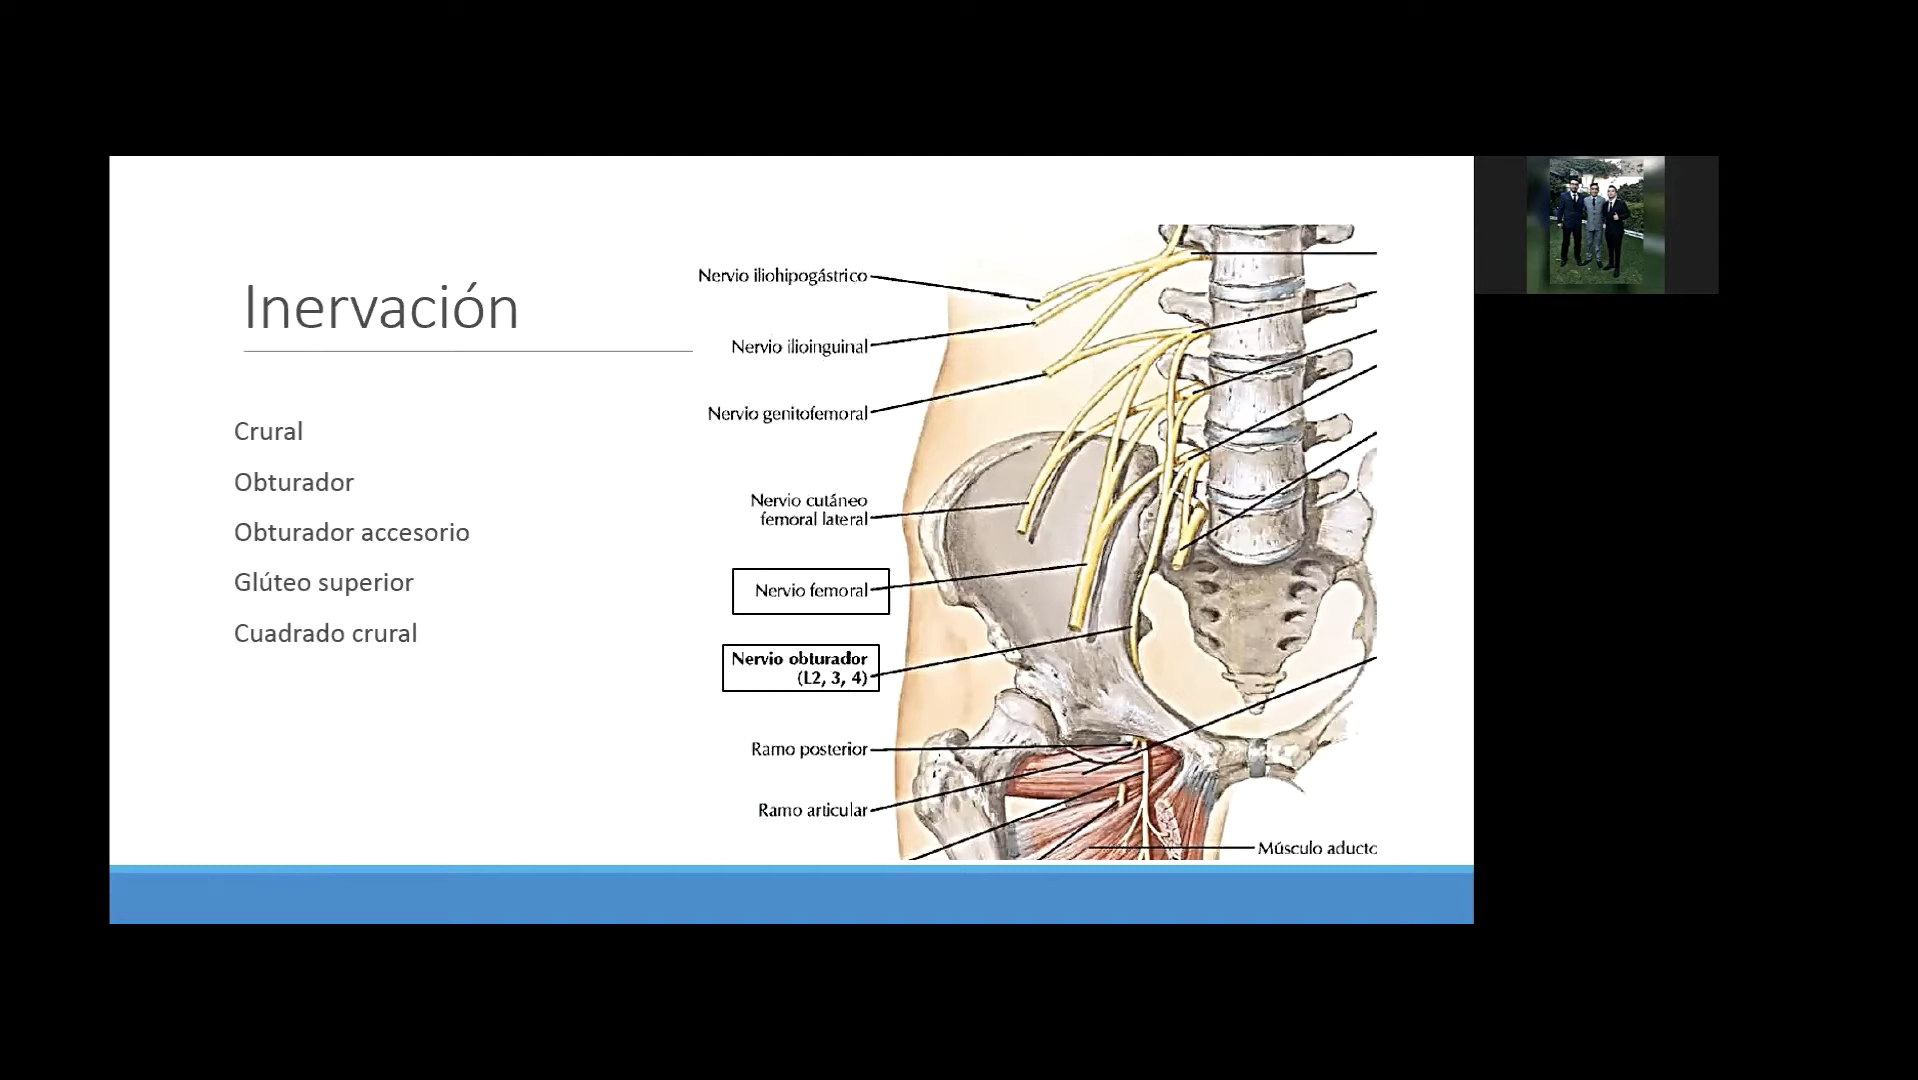 Inervación
Crural
Obturador
Obturador accesorio
Glúteo superior
Cuadrado crural
Nervio iliohipogástrico
Nervio ilioinguinal
Nervio genitofemoral
Nervio cutáneo
femoral lateral
Nervio femoral
Nervio obturador
(L2, 3, 4)
Ramo posterior
Ramo articular
Músculo aducto